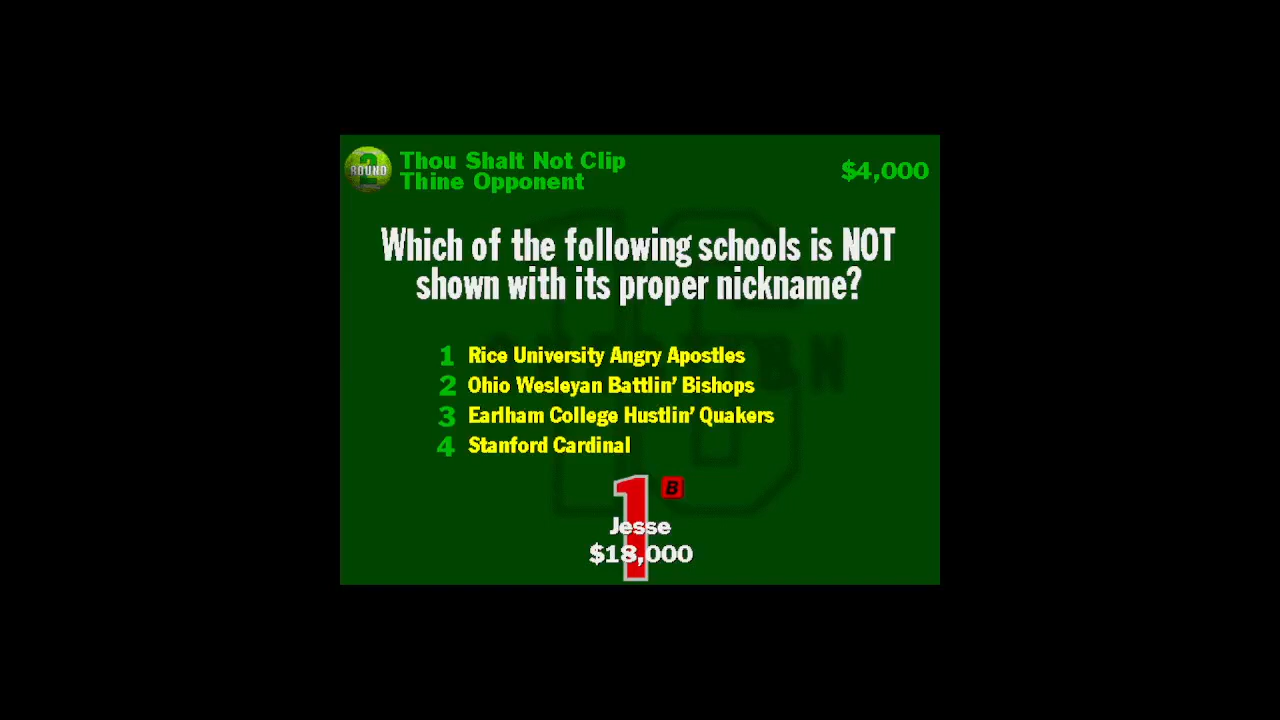 ROUND 2
Thou Shalt Not Clip
Thine Opponent
$4,000
Which of the following schools is NOT
shown with its proper nickname?
1 Rice University Angry Apostles
2 Ohio Wesleyan Battlin' Bishops
3 Earlham College Hustlin' Quakers
4 Stanford Cardinal
1 B
Jesse
$18,000